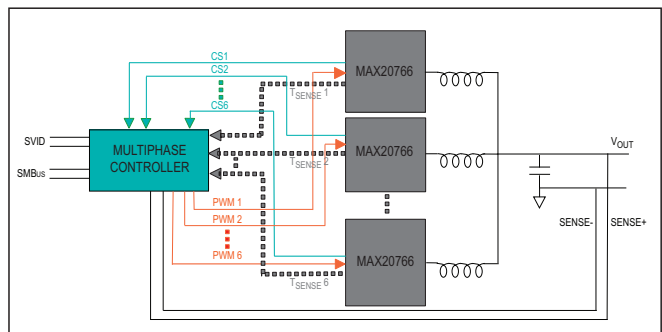 CS1
CS2
CS6
MAX20766
TSENSE 1
SVID
SMBUS
MULTIPHASE
CONTROLLER
MAX20766
TSENSE 2
VOUT
PWM 1
PWM 2
PWM 6
SENSE-
SENSE+
MAX20766
TSENSE 6